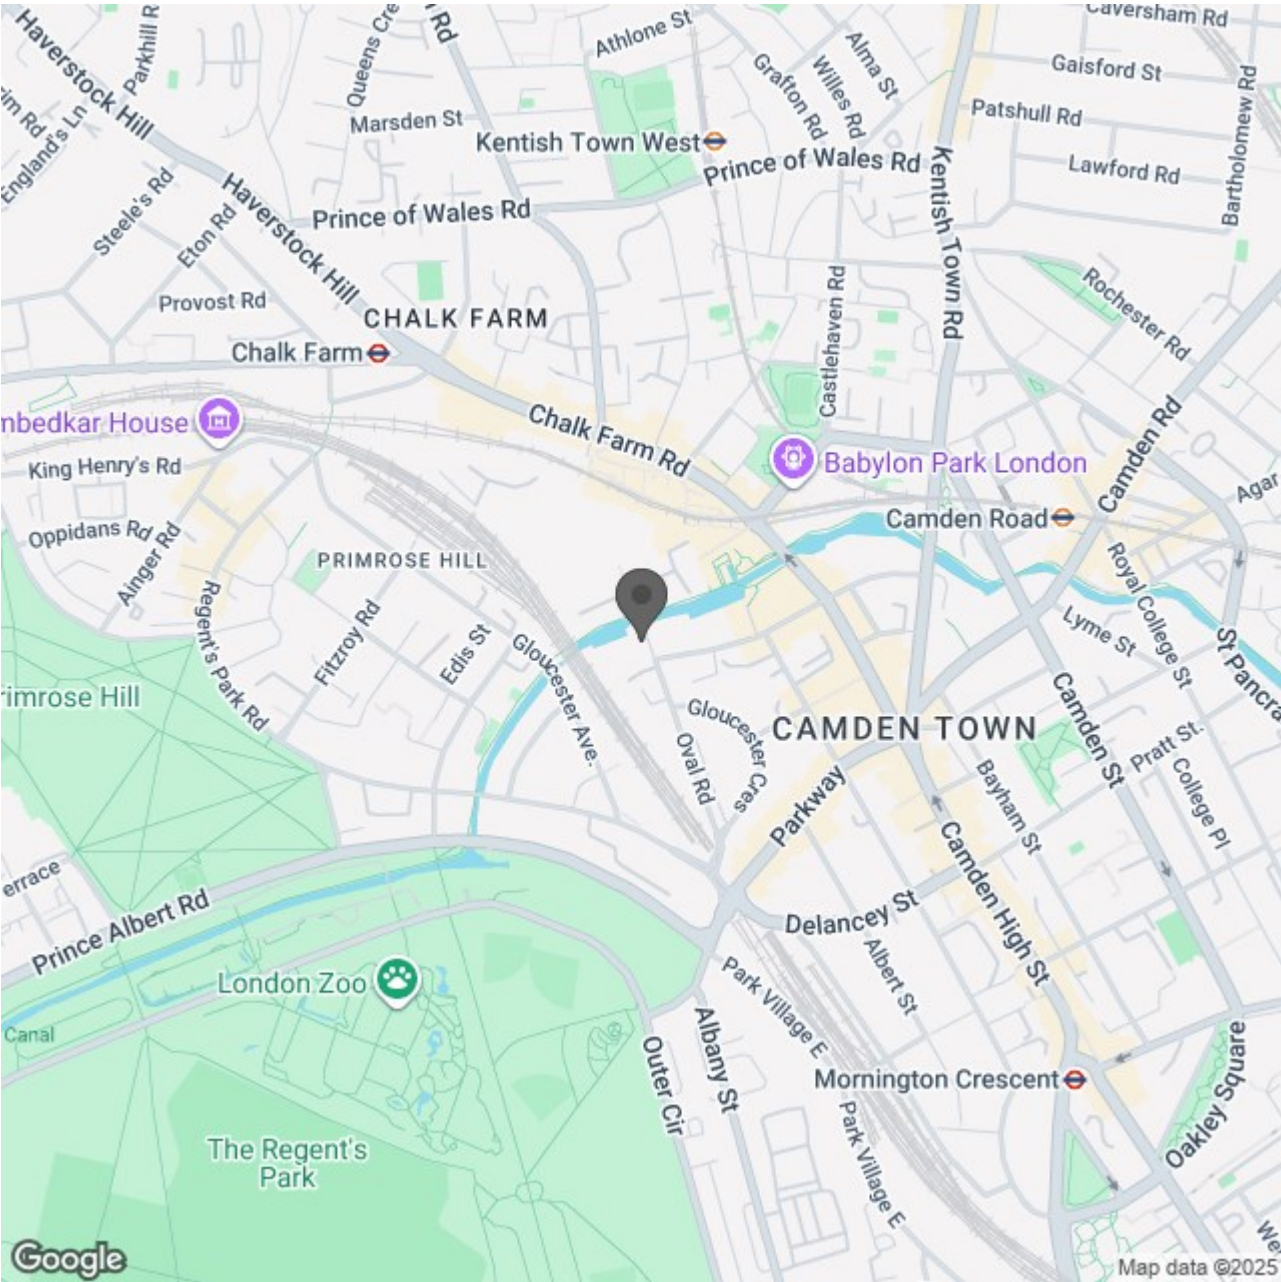 Caversham Rd
Haverstock Hill
Parkhill R
Queens Cre
Rd
Athlone St
Grafton Rd
Willes Rd
Alma St
Gaisford St
Patshull Rd
Lawford Rd
Bartholomew Rd
England's Ln
Marsden St
Kentish Town West
Prince of Wales Rd
Prince of Wales Rd
Kentish Town Rd
Steele's Rd
Eton Rd
Haverstock Hill
Provost Rd
CHALK FARM
Chalk Farm
Castlehaven Rd
Rochester Rd
mbedkar House
Chalk Farm Rd
Babylon Park London
Camden Rd
King Henry's Rd
Agar
Camden Road
Oppidans Rd
Ainger Rd
PRIMROSE HILL
Regent's Park Rd
Fitzroy Rd
Edis St
Gloucester Ave.
Royal College St
Lyme St
St Pancra
rimrose Hill
Gloucester Cres
Oval Rd
CAMDEN TOWN
Camden St
Pratt St.
College Pl
Bayham St
Parkway
Camden High St
errace
Prince Albert Rd
Delancey St
Albert St
London Zoo
Park Village E
Canal
Outer Cir
Albany St
Mornington Crescent
Oakley Square
Park Village E
The Regent's
Park
We
Google
Map data ©2025